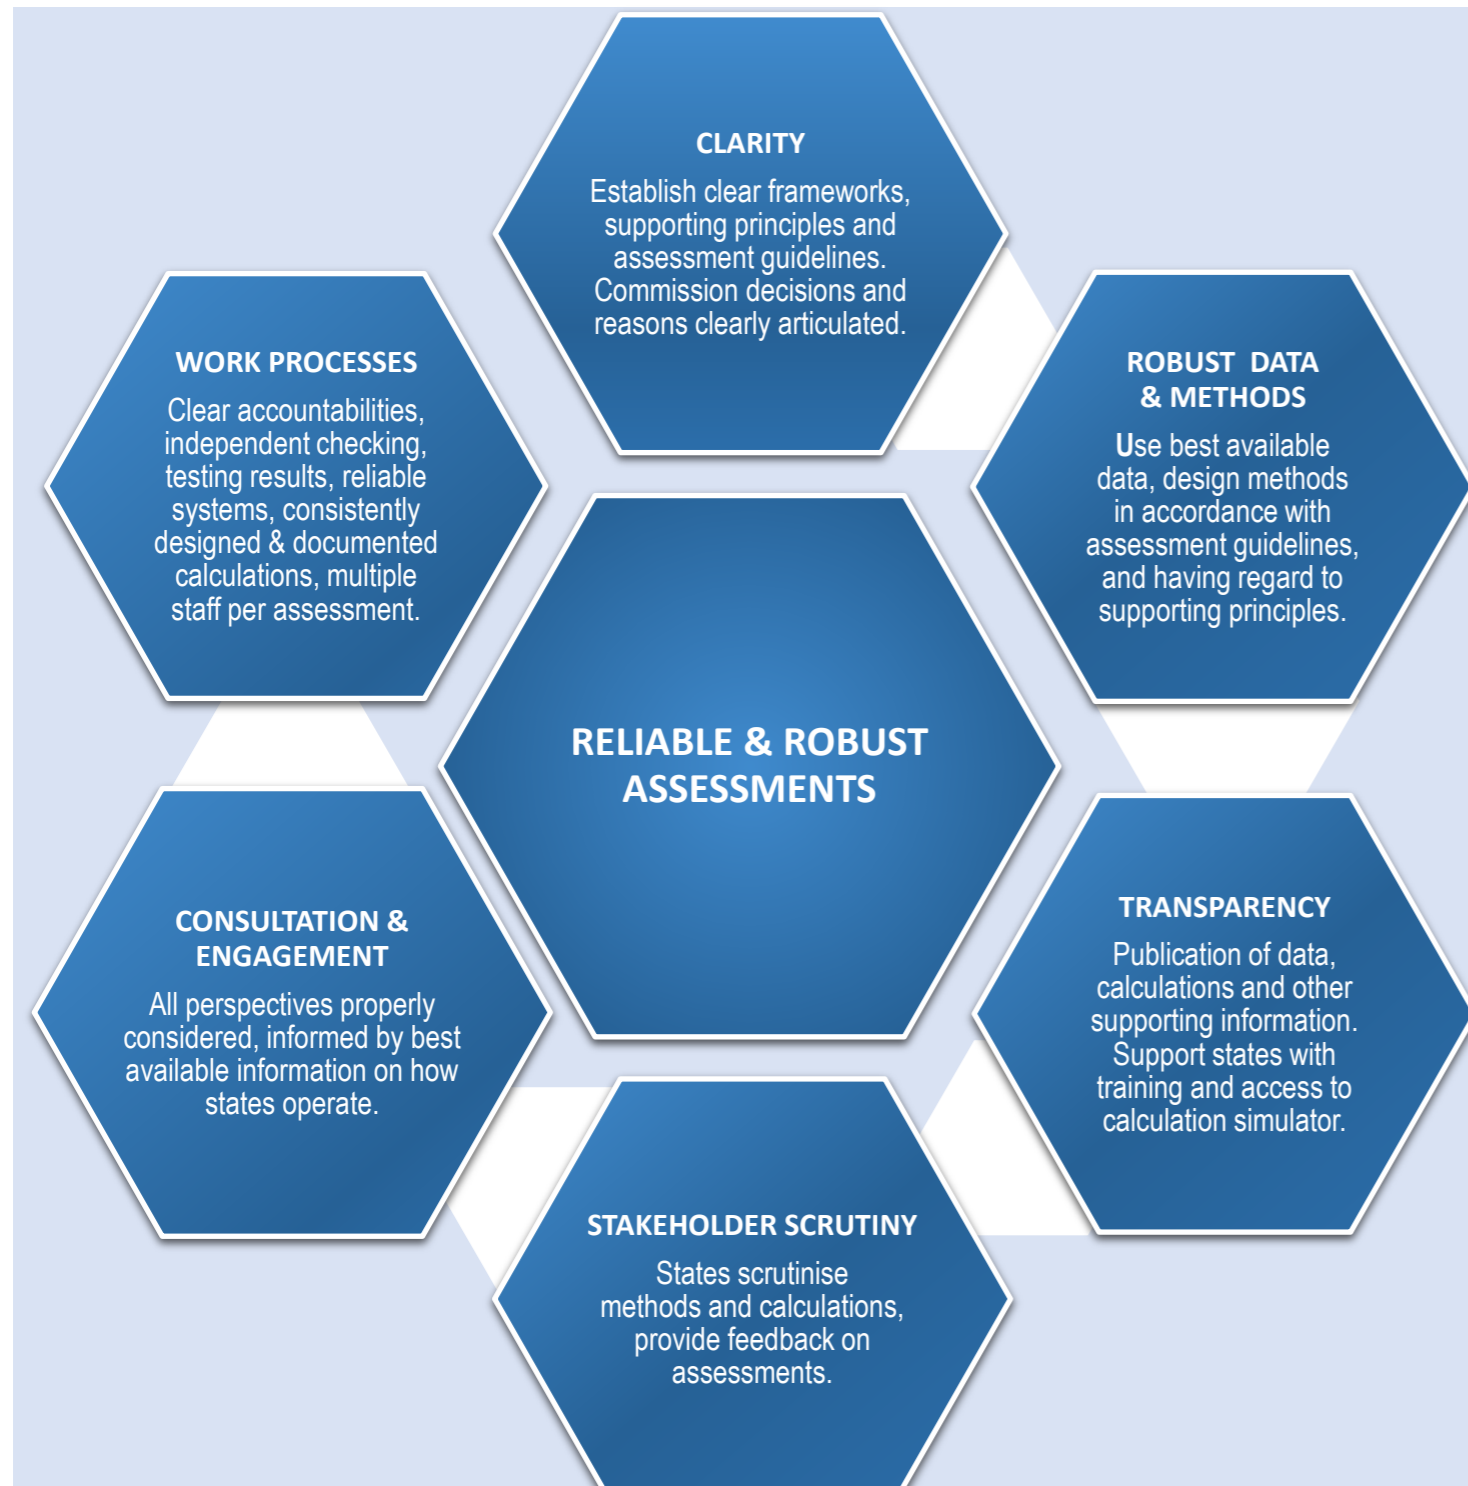 CLARITY
Establish clear frameworks,
supporting principles and
assessment guidelines.
Commission decisions and
reasons clearly articulated.
ROBUST DATA
& METHODS
Use best available
data, design methods
in accordance with
assessment guidelines,
and having regard to
supporting principles.
TRANSPARENCY
Publication of data,
calculations and other
supporting information.
Support states with
training and access to
calculation simulator.
STAKEHOLDER SCRUTINY
States scrutinise
methods and calculations,
provide feedback on
assessments.
CONSULTATION &
ENGAGEMENT
All perspectives properly
considered, informed by best
available information on how
states operate.
WORK PROCESSES
Clear accountabilities,
independent checking,
testing results, reliable
systems, consistently
designed & documented
calculations, multiple
staff per assessment.
RELIABLE & ROBUST
ASSESSMENTS